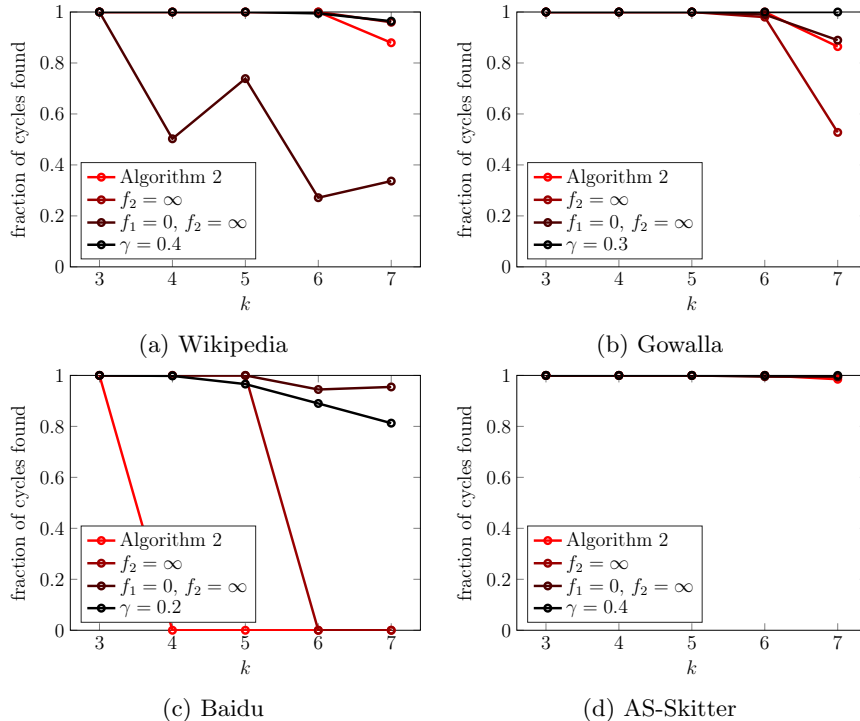 1
0.8
0.6
0.4
0.2
0
fraction of cycles found
Algorithm 2
f₂ = ∞
f₁ = 0, f₂ = ∞
γ = 0.4
3 4 5 6 7
k
(a) Wikipedia
1
0.8
0.6
0.4
0.2
0
fraction of cycles found
Algorithm 2
f₂ = ∞
f₁ = 0, f₂ = ∞
γ = 0.3
3 4 5 6 7
k
(b) Gowalla
1
0.8
0.6
0.4
0.2
0
fraction of cycles found
Algorithm 2
f₂ = ∞
f₁ = 0, f₂ = ∞
γ = 0.2
3 4 5 6 7
k
(c) Baidu
1
0.8
0.6
0.4
0.2
0
fraction of cycles found
Algorithm 2
f₂ = ∞
f₁ = 0, f₂ = ∞
γ = 0.4
3 4 5 6 7
k
(d) AS-Skitter